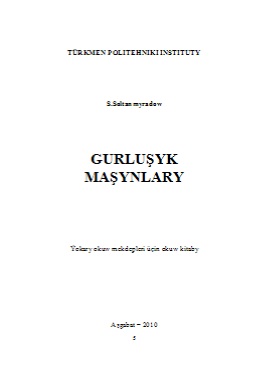 TÜRKMEN POLITEHNIKI INSTITUTY
S.Soltanmyradow
GURLUŞYK
MAŞYNLARY
Ýokary okuw mekdepleri üçin okuw kitaby
Aşgabat – 2010
5